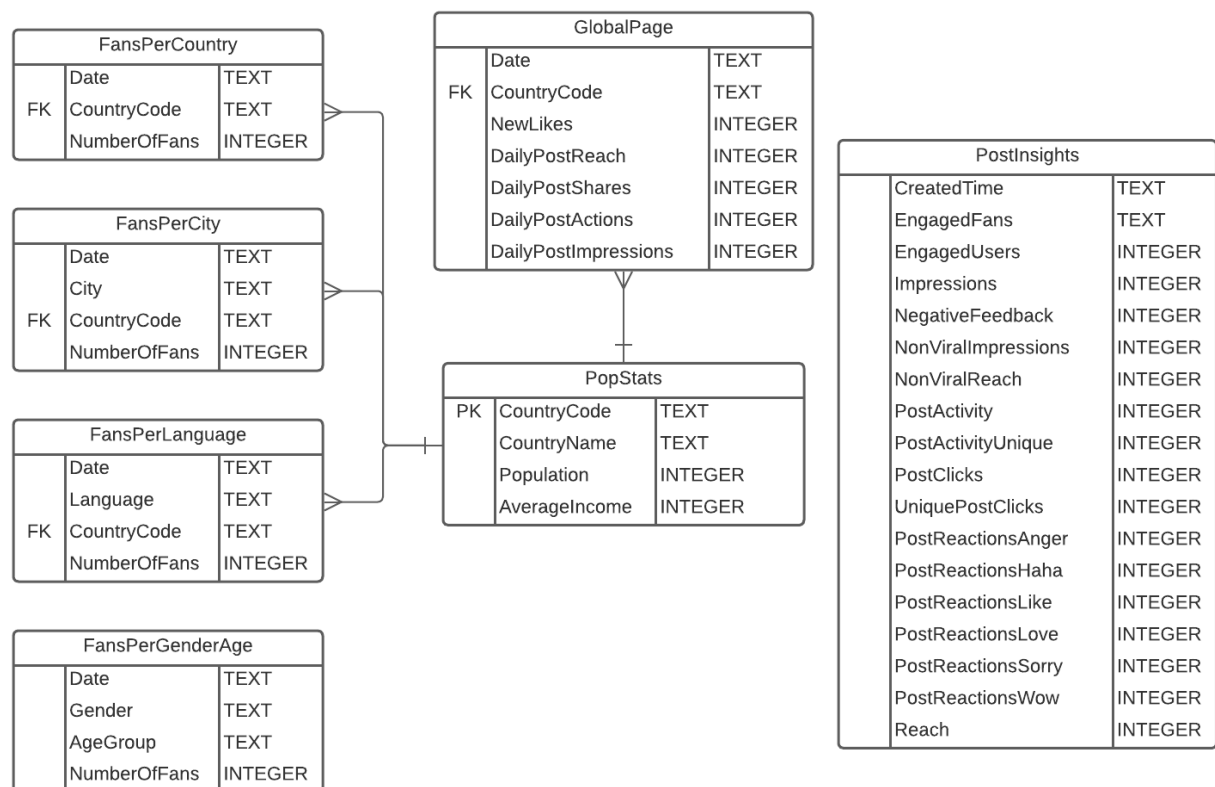 FansPerCountry
Date TEXT
FK CountryCode TEXT
NumberOfFans INTEGER
FansPerCity
Date TEXT
City TEXT
FK CountryCode TEXT
NumberOfFans INTEGER
FansPerLanguage
Date TEXT
Language TEXT
FK CountryCode TEXT
NumberOfFans INTEGER
FansPerGenderAge
Date TEXT
Gender TEXT
AgeGroup TEXT
NumberOfFans INTEGER
GlobalPage
Date TEXT
FK CountryCode TEXT
NewLikes INTEGER
DailyPostReach INTEGER
DailyPostShares INTEGER
DailyPostActions INTEGER
DailyPostImpressions INTEGER
PopStats
PK CountryCode TEXT
CountryName TEXT
Population INTEGER
AverageIncome INTEGER
PostInsights
CreatedTime TEXT
EngagedFans TEXT
EngagedUsers INTEGER
Impressions INTEGER
NegativeFeedback INTEGER
NonViralImpressions INTEGER
NonViralReach INTEGER
PostActivity INTEGER
PostActivityUnique INTEGER
PostClicks INTEGER
UniquePostClicks INTEGER
PostReactionsAnger INTEGER
PostReactionsHaha INTEGER
PostReactionsLike INTEGER
PostReactionsLove INTEGER
PostReactionsSorry INTEGER
PostReactionsWow INTEGER
Reach INTEGER